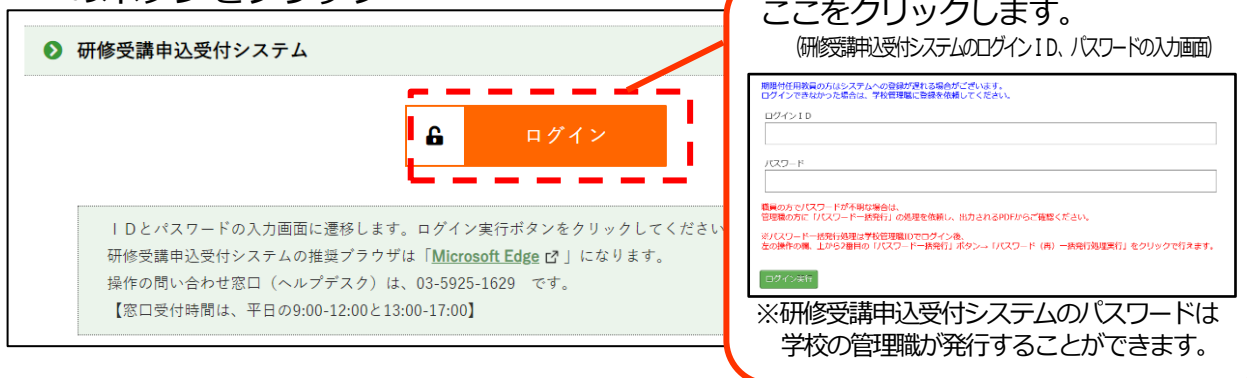 研修受講申込受付システム
ログイン
IDとパスワードの入力画面に遷移します。ログイン実行ボタンをクリックしてください
研修受講申込受付システムの推奨ブラウザは「Microsoft Edge 」になります。
操作の問い合わせ窓口（ヘルプデスク）は、03-5925-1629　です。
【窓口受付時間は、平日の9:00-12:00と13:00-17:00】
ここをクリックします。
（研修受講申込受付システムのログインＩＤ、パスワードの入力画面）
期限付任用教員の方はシステムへの登録が遅れる場合がございます。
ログインできなかった場合は、学校管理職に登録を依頼してください。
ログインＩＤ
パスワード
職員の方でパスワードが不明な場合は、
管理職の方に「パスワード一括発行」の処理を依頼し、出力されるPDFからご確認ください。
※パスワード一括発行処理は学校管理職IDでログイン後、
左の操作の欄、上から2番目の「パスワード一括発行」ボタン→「パスワード（再）一括発行処理実行」をクリックで行えます。
ログイン実行
※研修受講申込受付システムのパスワードは
学校の管理職が発行することができます。